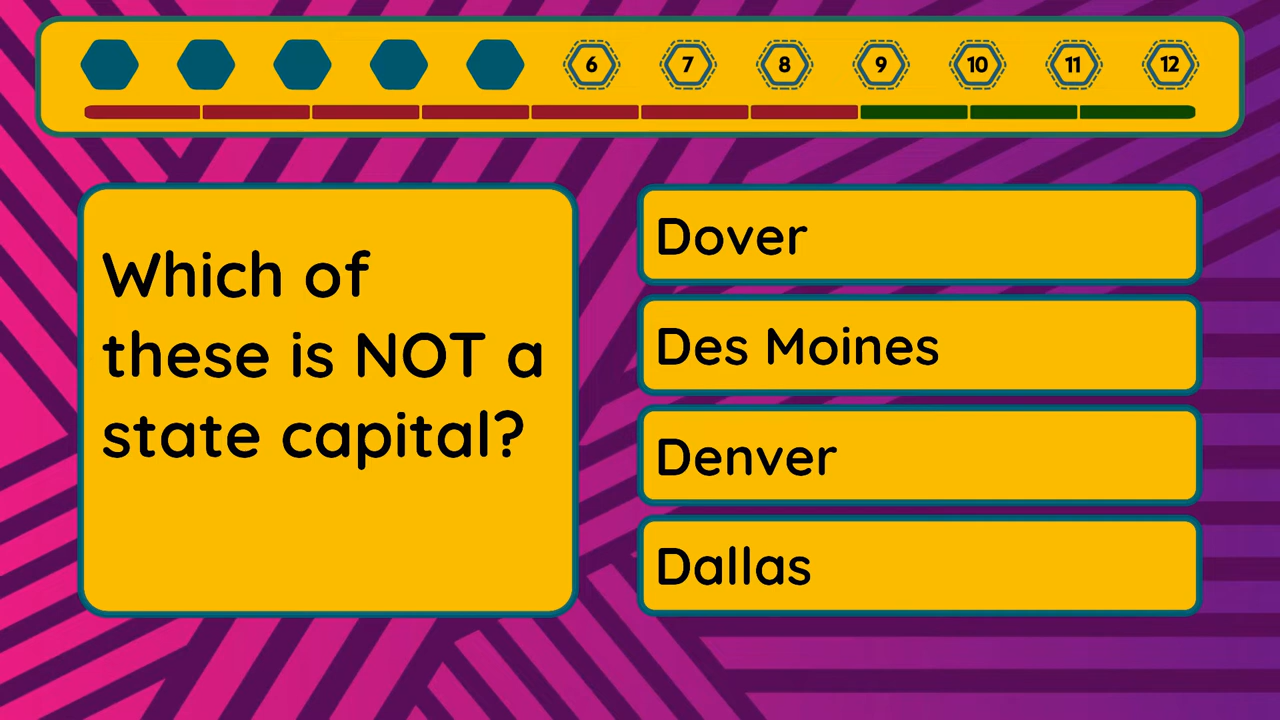 6 7 8 9 10 11 12
Which of
these is NOT a
state capital?
Dover
Des Moines
Denver
Dallas